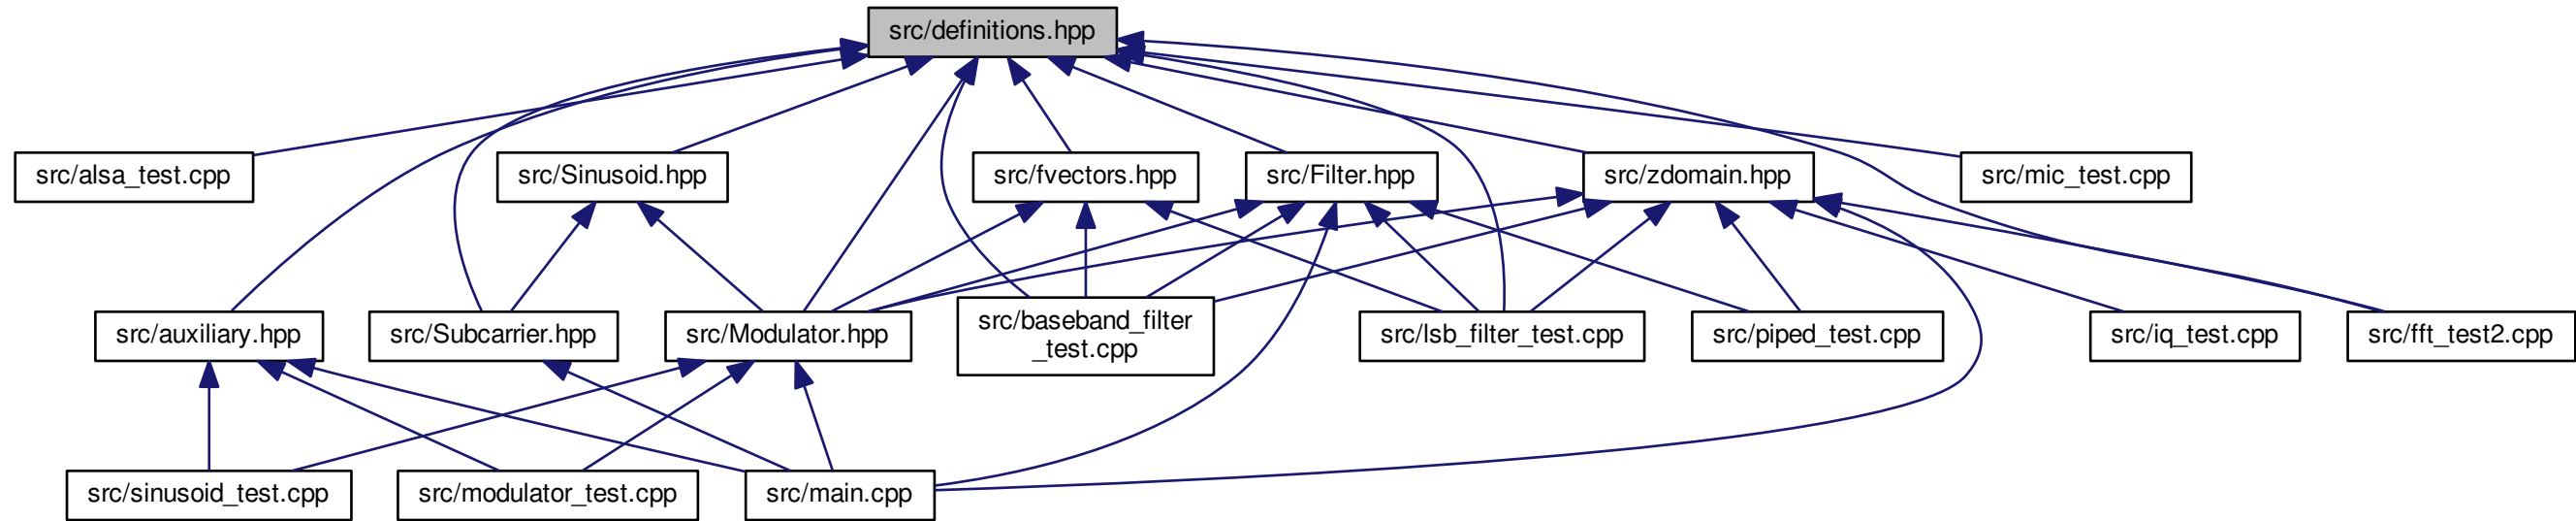 src/definitions.hpp
src/alsa_test.cpp
src/Sinusoid.hpp
src/fvectors.hpp
src/Filter.hpp
src/zdomain.hpp
src/mic_test.cpp
src/auxiliary.hpp
src/Subcarrier.hpp
src/Modulator.hpp
src/baseband_filter
_test.cpp
src/lsb_filter_test.cpp
src/piped_test.cpp
src/iq_test.cpp
src/fft_test2.cpp
src/sinusoid_test.cpp
src/modulator_test.cpp
src/main.cpp